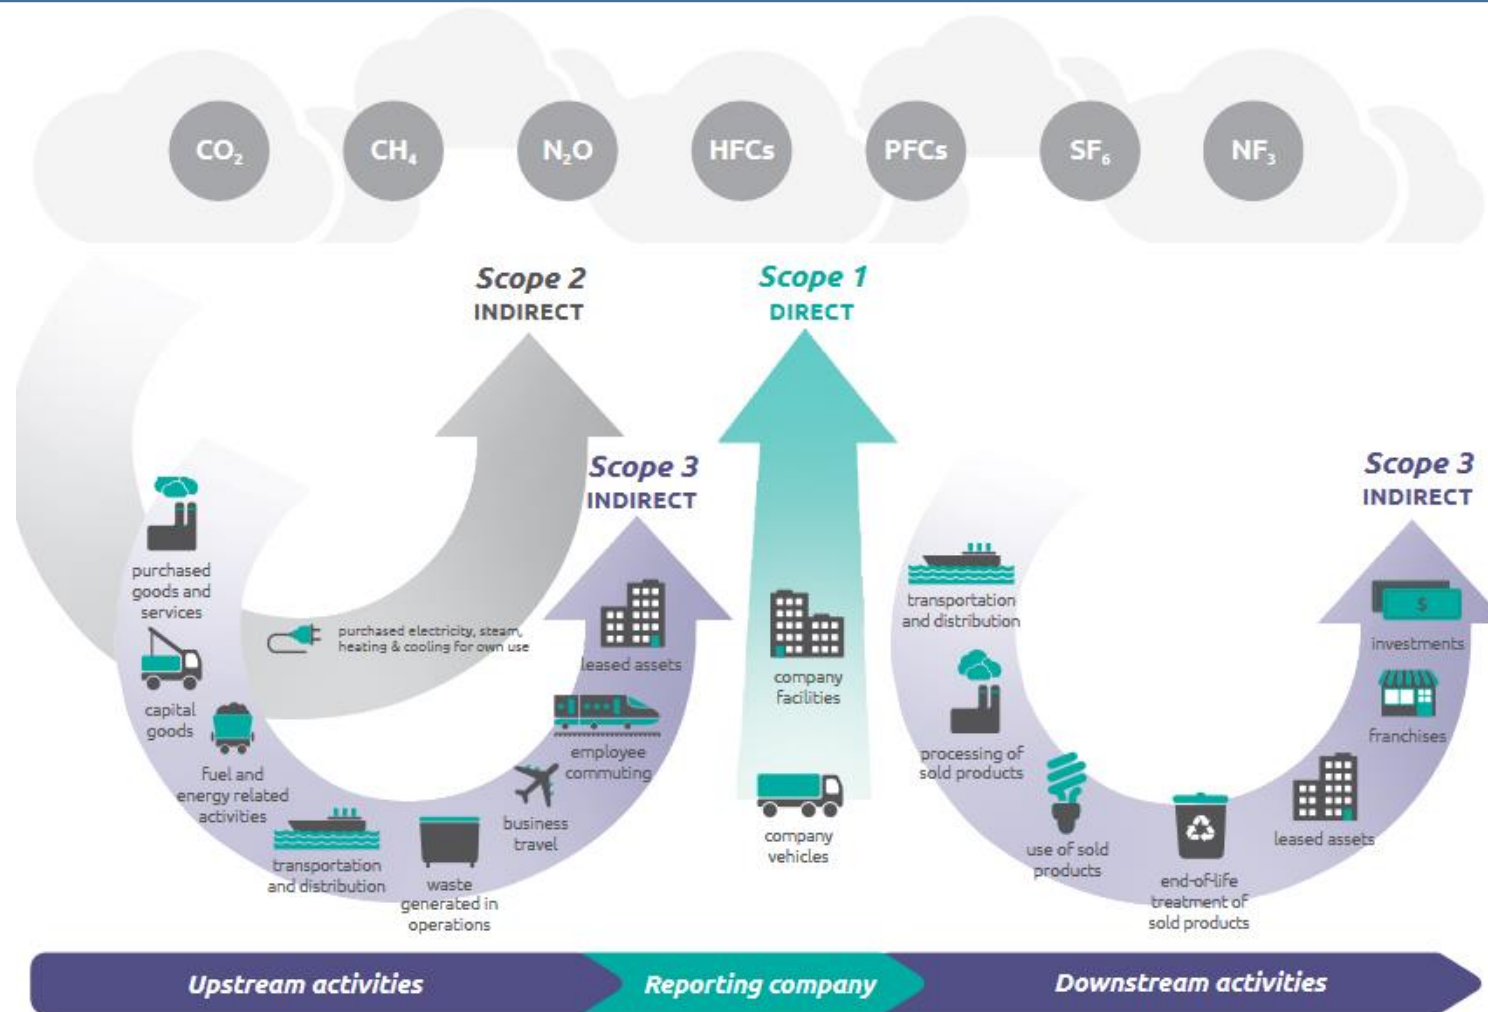 CO₂
CH₄
N₂O
HFCs
PFCs
SF₆
NF₃
Scope 2
INDIRECT
Scope 1
DIRECT
Scope 3
INDIRECT
Scope 3
INDIRECT
purchased
goods and
services
capital
goods
fuel and
energy related
activities
transportation
and distribution
waste
generated in
operations
business
travel
employee
commuting
leased assets
purchased electricity, steam,
heating & cooling for own use
company
facilities
company
vehicles
transportation
and distribution
processing of
sold products
use of sold
products
end-of-life
treatment of
sold products
leased assets
franchises
$
investments
Upstream activities
Reporting company
Downstream activities